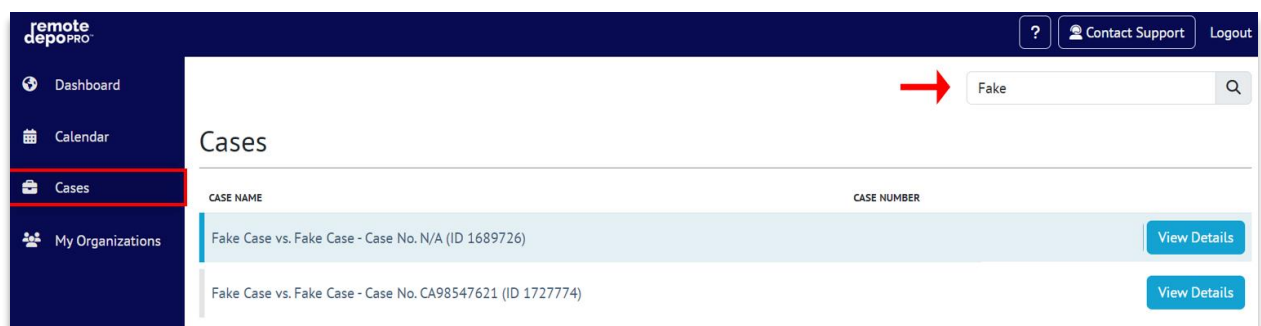 remote
depoPRO™
? Contact Support Logout
Dashboard
Calendar
Cases
My Organizations
Fake
Cases
CASE NAME CASE NUMBER
Fake Case vs. Fake Case - Case No. N/A (ID 1689726) View Details
Fake Case vs. Fake Case - Case No. CA98547621 (ID 1727774) View Details